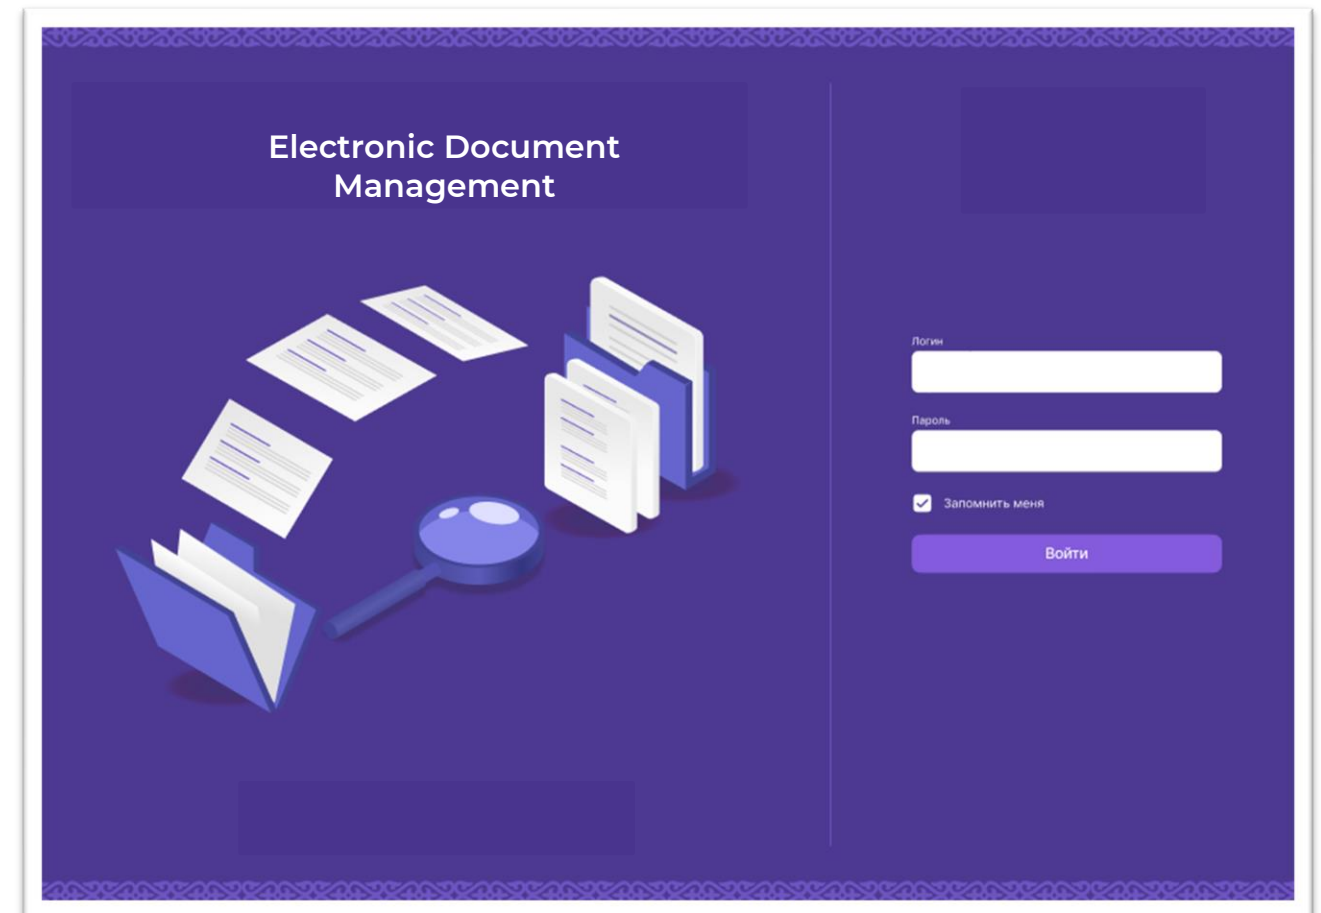 Electronic Document
Management
Логин
Пароль
Запомнить меня
Войти